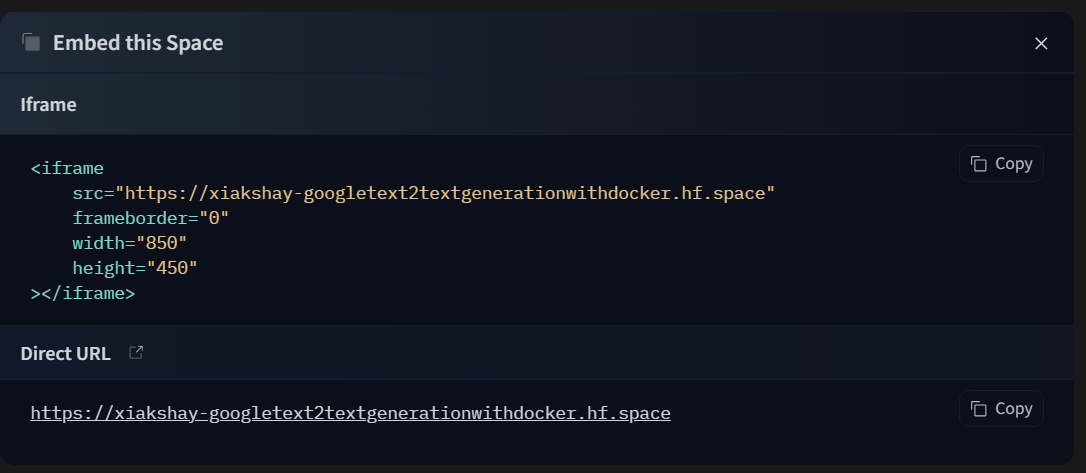 Embed this Space
Iframe
Copy
<iframe
    src="https://xiakshay-googletext2textgenerationwithdocker.hf.space"
    frameborder="0"
    width="850"
    height="450"
></iframe>
Direct URL
Copy
https://xiakshay-googletext2textgenerationwithdocker.hf.space